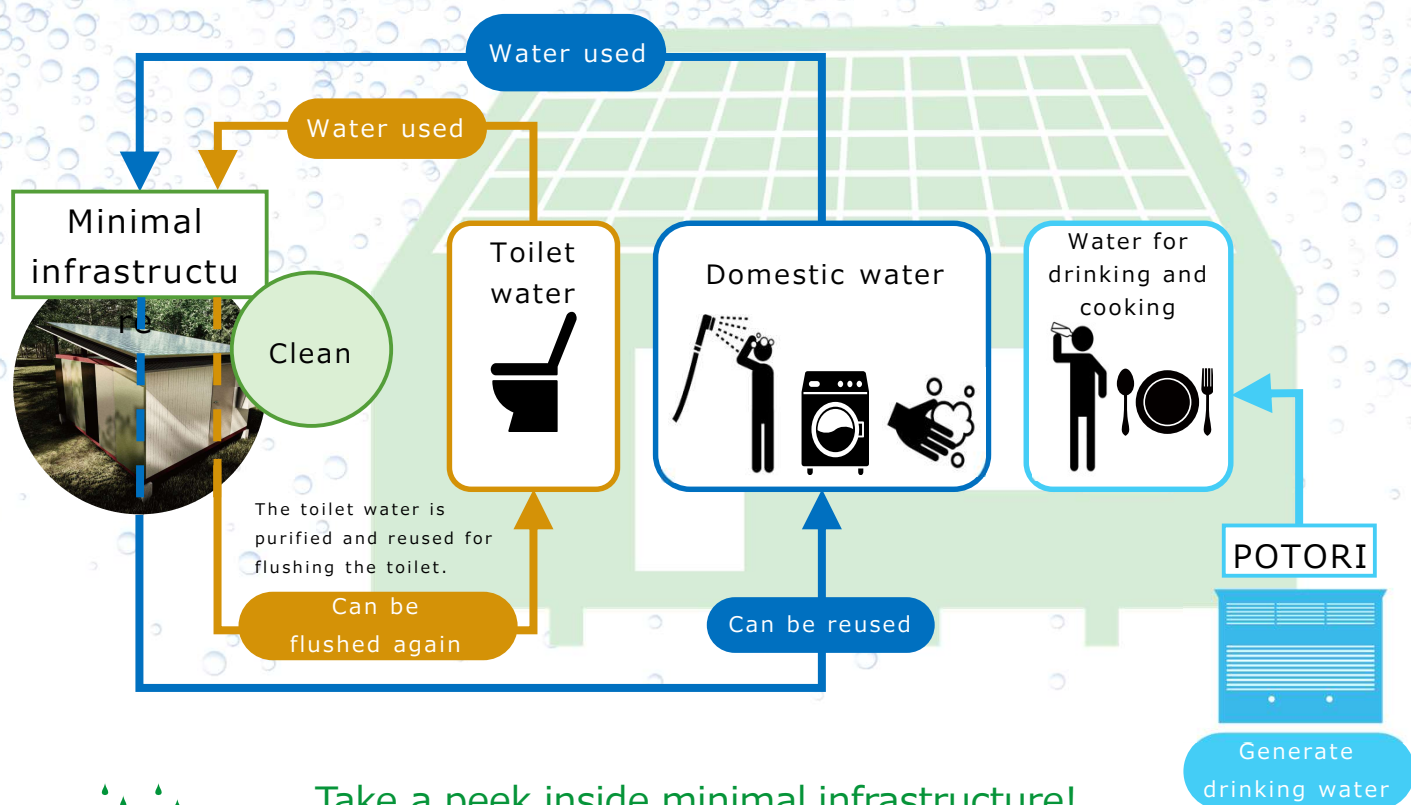 Water used
Water used
Minimal
infrastructu
re
Clean
Toilet
water
Domestic water
Water for
drinking and
cooking
The toilet water is
purified and reused for
flushing the toilet.
Can be
flushed again
Can be reused
POTORI
Generate
drinking water
Take a peek inside minimal infrastructure!